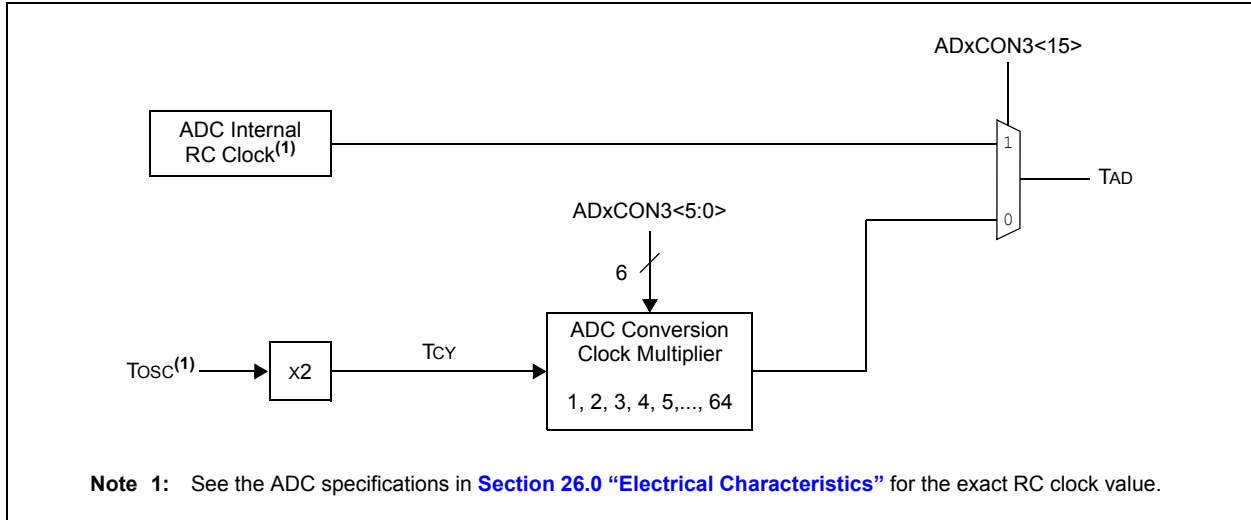 ADxCON3<15>
ADC Internal
RC Clock(1)
1
TAD
ADxCON3<5:0>
0
6
ADC Conversion
Clock Multiplier
TOSC(1)
X2
TCY
1, 2, 3, 4, 5,..., 64
Note 1: See the ADC specifications in Section 26.0 “Electrical Characteristics” for the exact RC clock value.